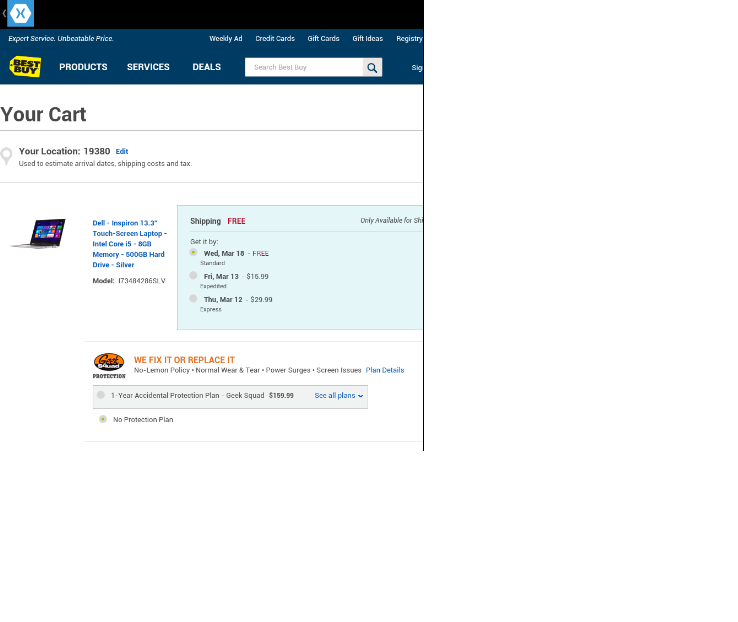 Expert Service. Unbeatable Price.
Weekly Ad Credit Cards Gift Cards Gift Ideas Registry
BEST BUY
PRODUCTS SERVICES DEALS
Search Best Buy
Sig
Your Cart
Your Location: 19380 Edit
Used to estimate arrival dates, shipping costs and tax.
Dell - Inspiron 13.3"
Touch-Screen Laptop -
Intel Core i5 - 8GB
Memory - 500GB Hard
Drive - Silver
Model: I73484286SLV
Shipping FREE
Only Available for Shi
Get it by:
Wed, Mar 18 - FREE
Standard
Fri, Mar 13 - $16.99
Expedited
Thu, Mar 12 - $29.99
Express
Geek SQUAD
PROTECTION
WE FIX IT OR REPLACE IT
No-Lemon Policy • Normal Wear & Tear • Power Surges • Screen Issues Plan Details
1-Year Accidental Protection Plan - Geek Squad $159.99 See all plans
No Protection Plan